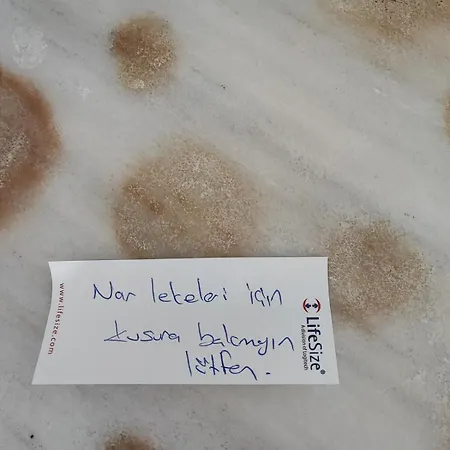 Nar lekeleri için
kusura bakmayın
lütfen.
www.lifesize.com
LifeSize®
A division of Logitech